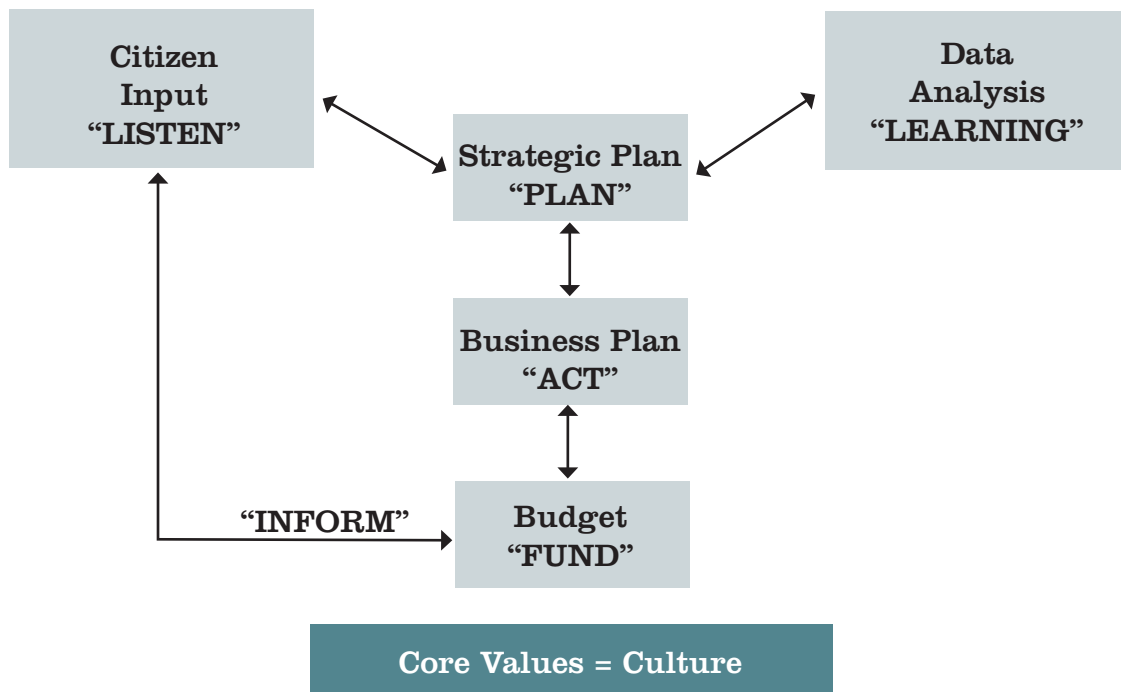 Citizen
Input
“LISTEN”
Data
Analysis
“LEARNING”
Strategic Plan
“PLAN”
Business Plan
“ACT”
“INFORM”
Budget
“FUND”
Core Values = Culture